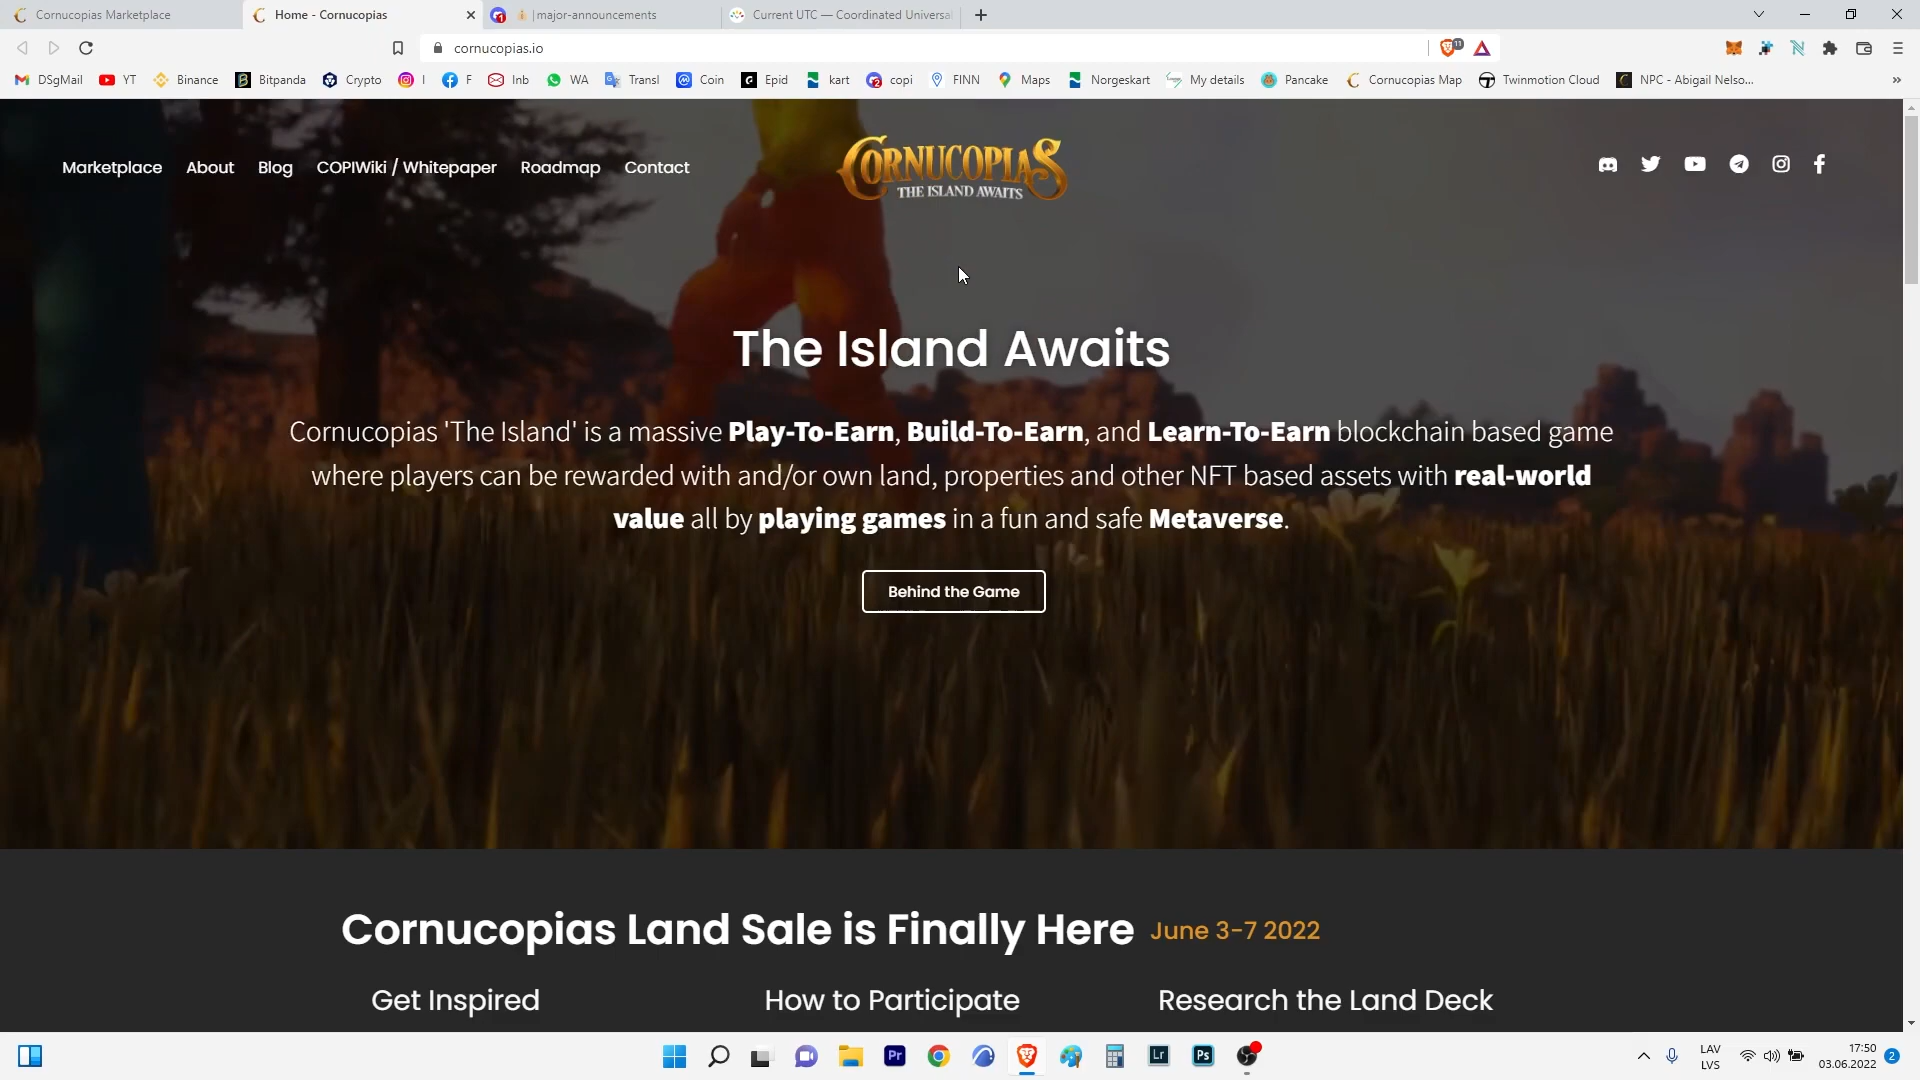 Cornucopias Marketplace
Home - Cornucopias
| major-announcements
Current UTC — Coordinated Universa
cornucopias.io
11
DSgMail
YT
Binance
Bitpanda
Crypto
I
F
Inb
WA
Transl
Coin
Epid
kart
copi
FINN
Maps
Norgeskart
My details
Pancake
Cornucopias Map
Twinmotion Cloud
NPC - Abigail Nelso...
Marketplace
About
Blog
COPIWiki / Whitepaper
Roadmap
Contact
CORNUCOPIAS
THE ISLAND AWAITS
The Island Awaits
Cornucopias 'The Island' is a massive Play-To-Earn, Build-To-Earn, and Learn-To-Earn blockchain based game
where players can be rewarded with and/or own land, properties and other NFT based assets with real-world
value all by playing games in a fun and safe Metaverse.
Behind the Game
Cornucopias Land Sale is Finally Here June 3-7 2022
Get Inspired
How to Participate
Research the Land Deck
Pr
Lr
Ps
LAV
LVS
17:50
03.06.2022
2